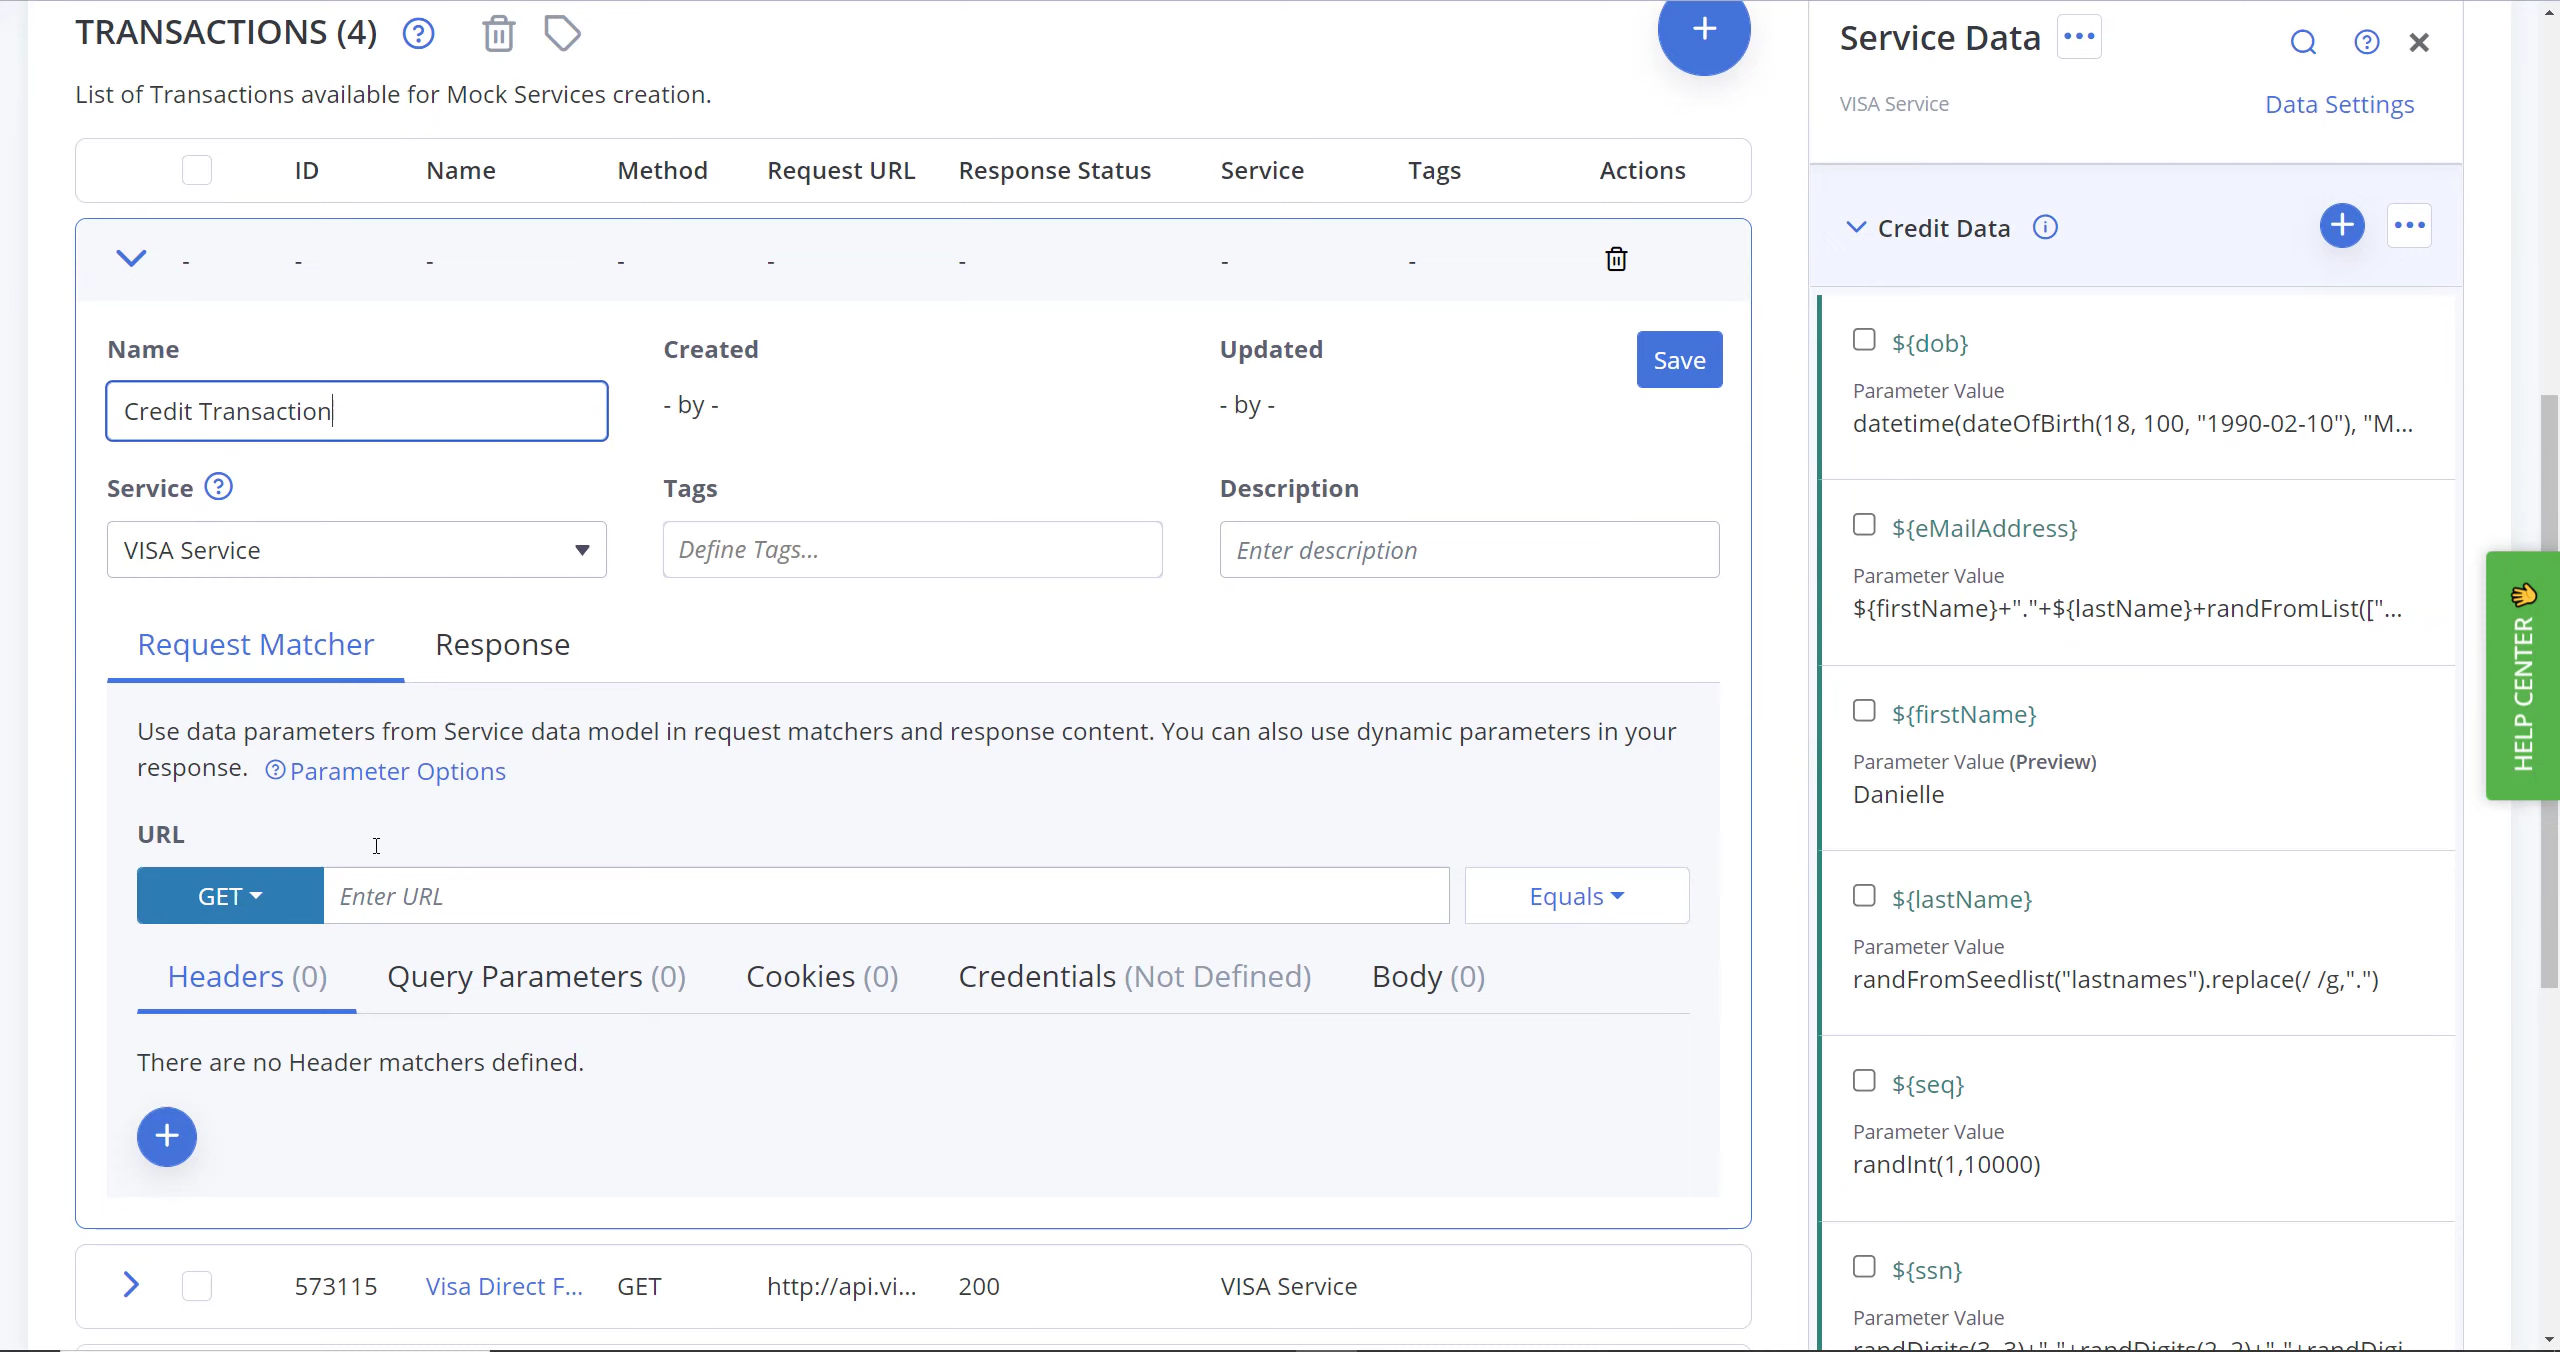 TRANSACTIONS (4)
List of Transactions available for Mock Services creation.
ID Name Method Request URL Response Status Service Tags Actions
- - - - - - - -
Name Created Updated
Save
Credit Transaction
- by - - by -
Service Tags Description
VISA Service Define Tags... Enter description
Request Matcher Response
Use data parameters from Service data model in request matchers and response content. You can also use dynamic parameters in your
response. Parameter Options
URL
GET Enter URL Equals
Headers (0) Query Parameters (0) Cookies (0) Credentials (Not Defined) Body (0)
There are no Header matchers defined.
573115 Visa Direct F... GET http://api.vi... 200 VISA Service
Service Data
VISA Service Data Settings
Credit Data
${dob}
Parameter Value
datetime(dateOfBirth(18, 100, "1990-02-10"), "M...
${eMailAddress}
Parameter Value
${firstName}+"."+${lastName}+randFromList(["...
${firstName}
Parameter Value (Preview)
Danielle
${lastName}
Parameter Value
randFromSeedlist("lastnames").replace(/ /g,".")
${seq}
Parameter Value
randInt(1,10000)
${ssn}
Parameter Value
randDigits(3, 3)+"-"+randDigits(2, 2)+"-"+randDigi...
HELP CENTER